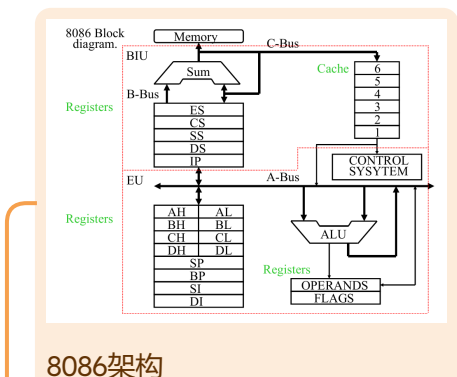 8086 Block
diagram.
Memory
C-Bus
BIU
Sum
Cache
6
5
4
3
2
1
B-Bus
Registers
ES
CS
SS
DS
IP
CONTROL
SYSYTEM
EU
A-Bus
Registers
AH AL
BH BL
CH CL
DH DL
SP
BP
SI
DI
ALU
Registers
OPERANDS
FLAGS
8086架构